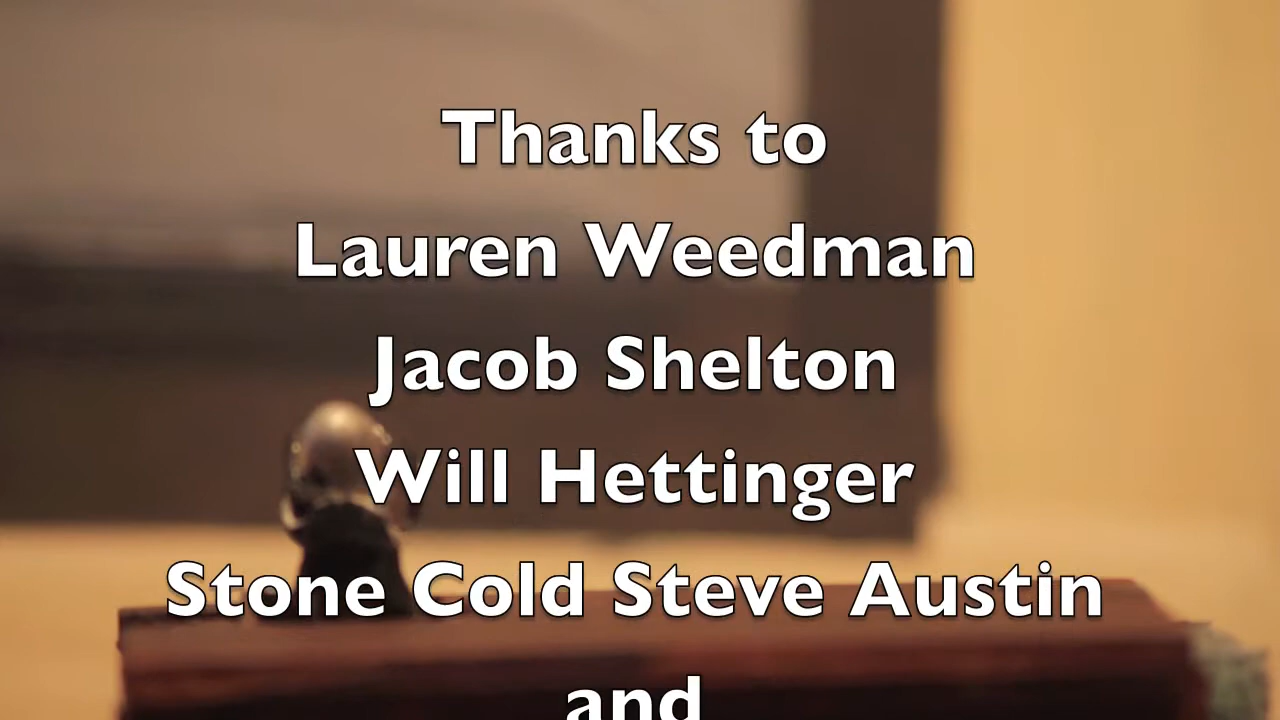 Thanks to
Lauren Weedman
Jacob Shelton
Will Hettinger
Stone Cold Steve Austin
and